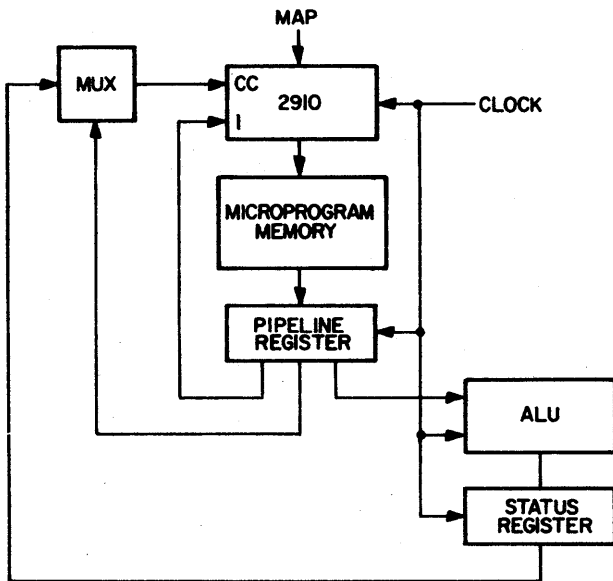 MAP
MUX
CC
2910
I
CLOCK
MICROPROGRAM
MEMORY
PIPELINE
REGISTER
ALU
STATUS
REGISTER